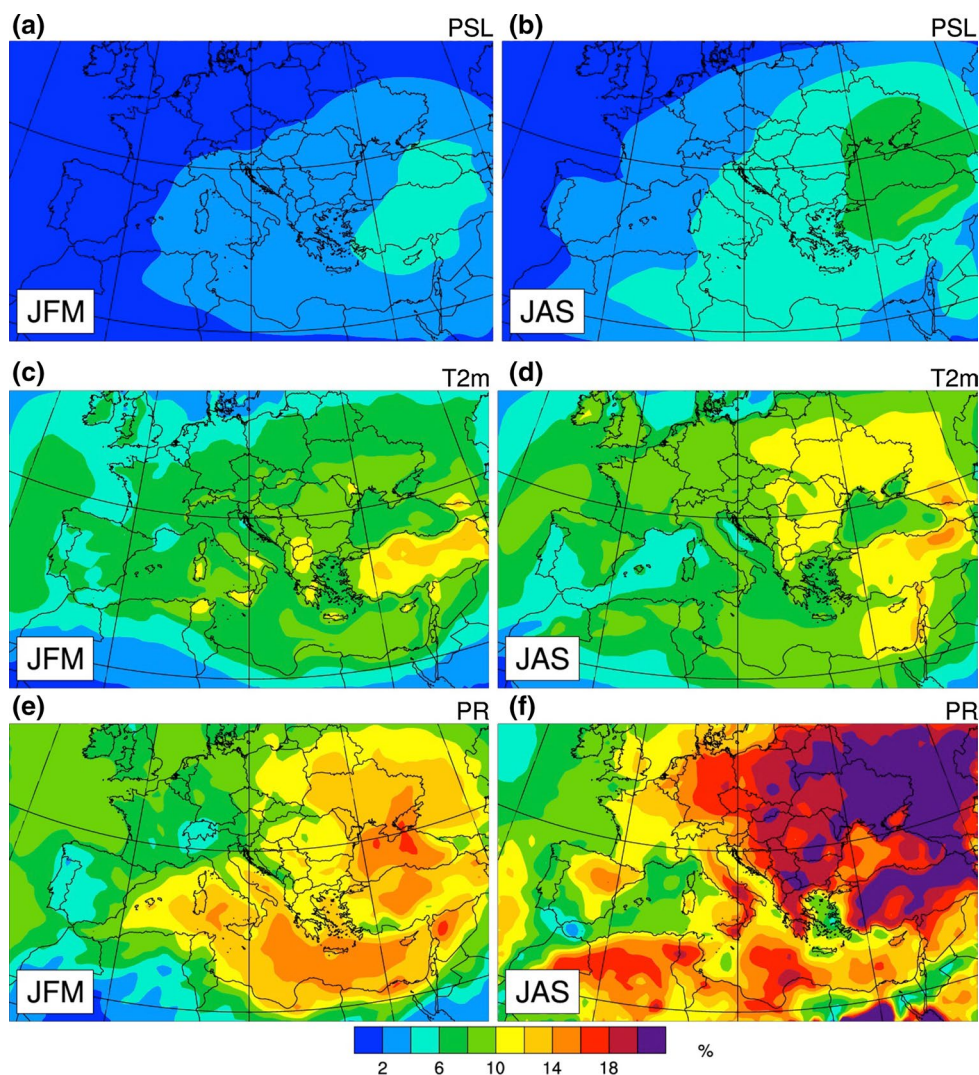 (a) PSL
(b) PSL
JFM
JAS
(c) T2m
(d) T2m
JFM
JAS
(e) PR
(f) PR
JFM
JAS
2 6 10 14 18 %